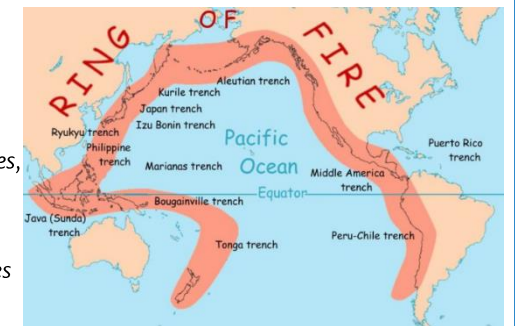 RING OF FIRE
Aleutian trench
Kurile trench
Japan trench
Izu Bonin trench
Ryukyu trench
Philippine
trench
Marianas trench
Pacific
Ocean
Equator
Bougainville trench
Java (Sunda)
trench
Tonga trench
Middle America
trench
Puerto Rico
trench
Peru-Chile trench
es,
es